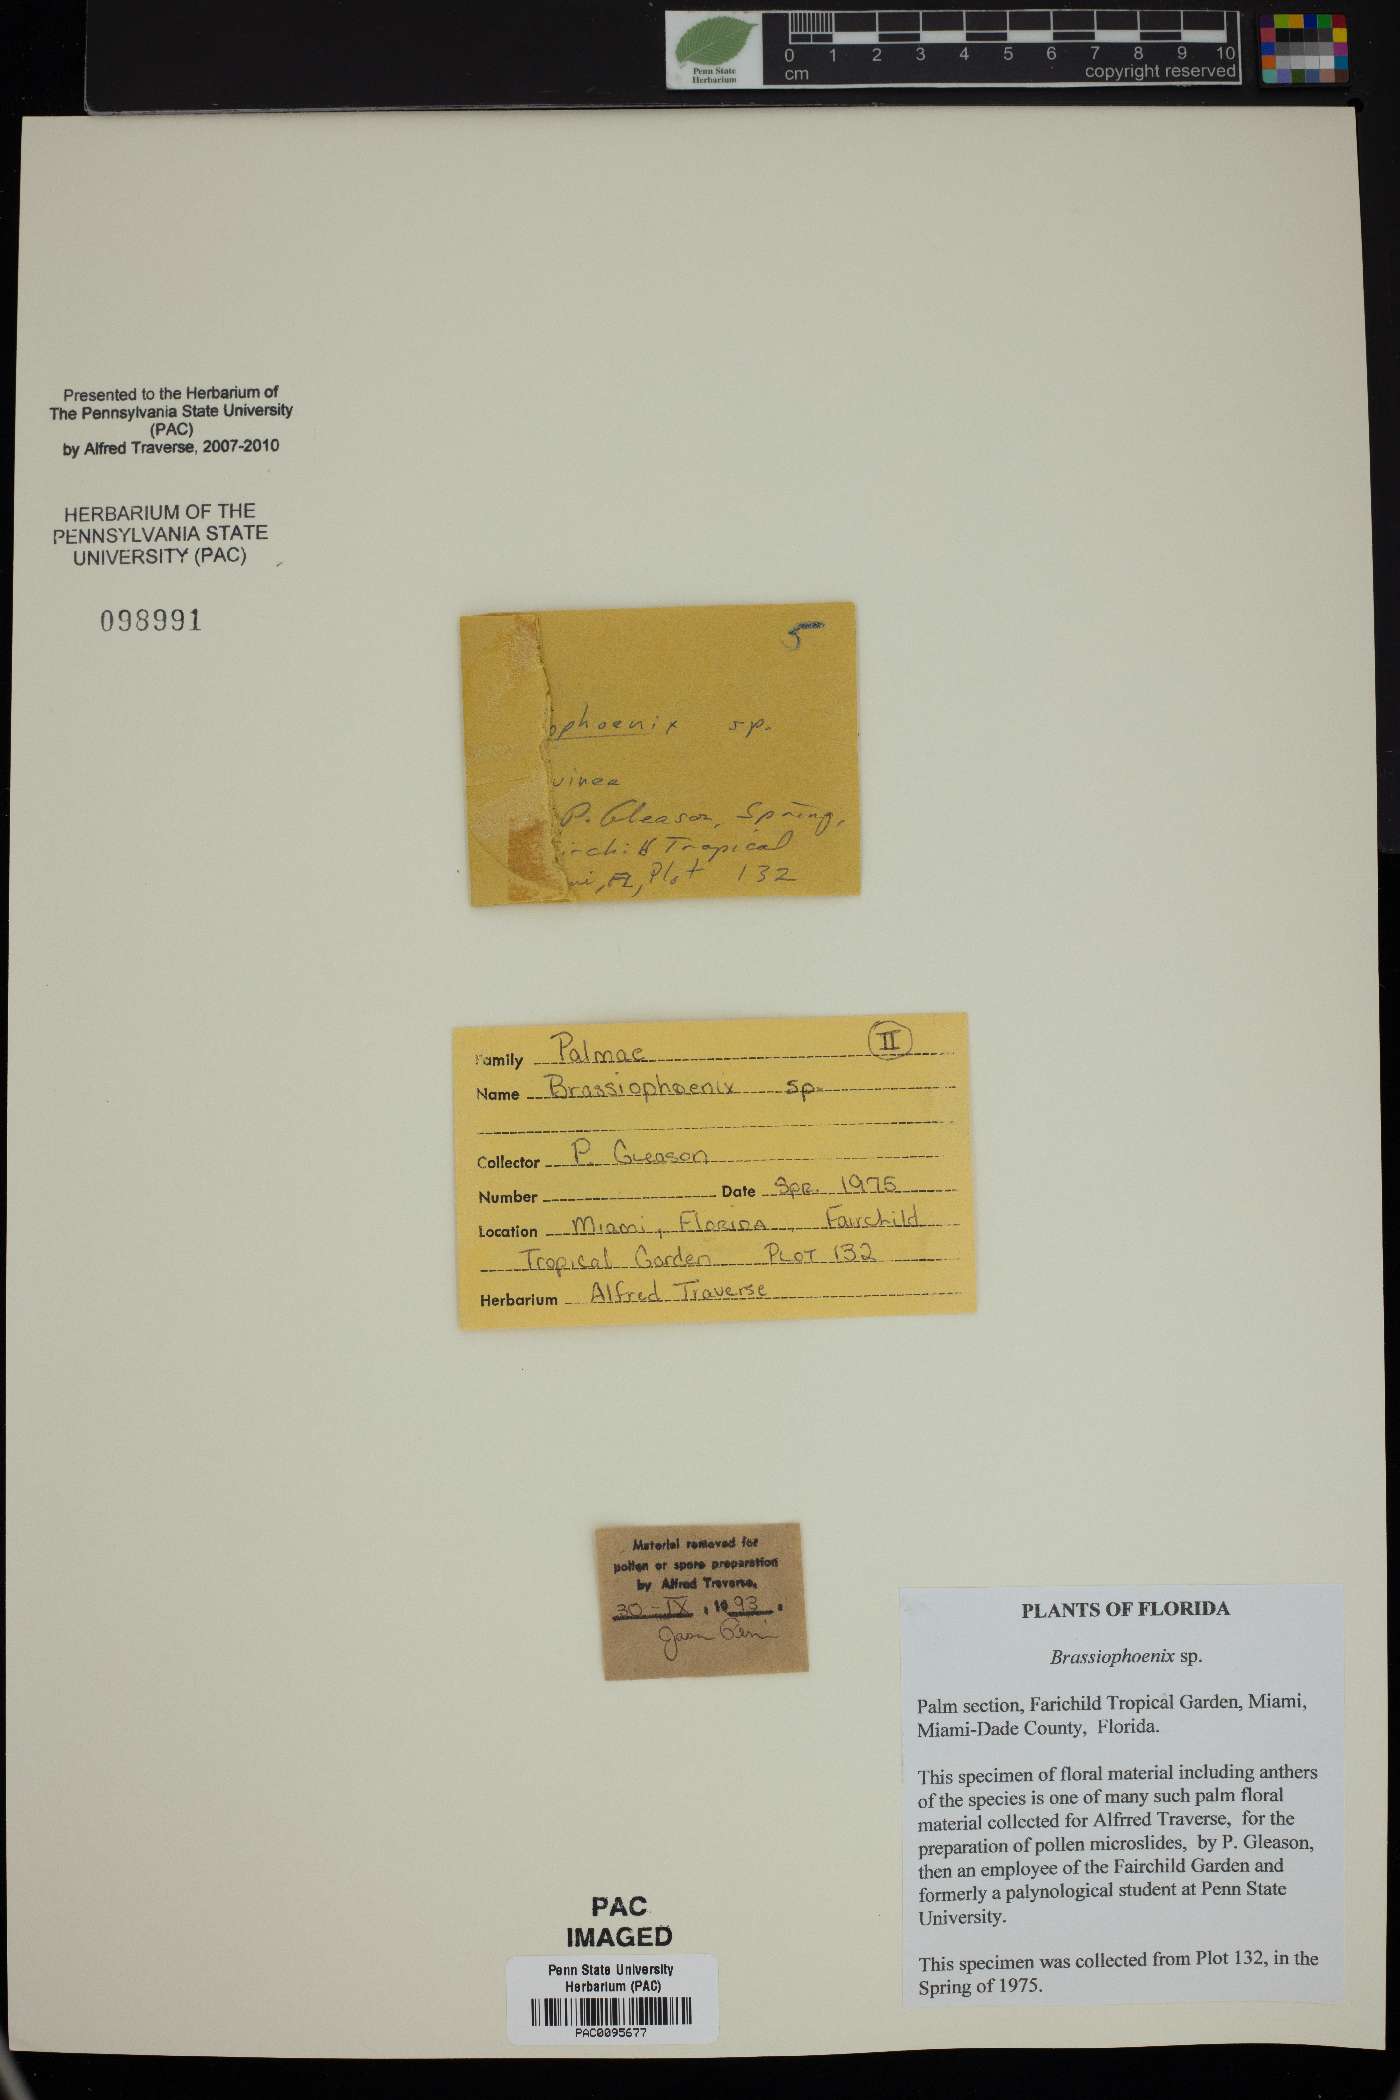 Penn State
Herbarium
0 1 2 3 4 5 6 7 8 9 10
cm
copyright reserved
Presented to the Herbarium of
The Pennsylvania State University
(PAC)
by Alfred Traverse, 2007-2010
HERBARIUM OF THE
PENNSYLVANIA STATE
UNIVERSITY (PAC)
098991
5
ophoenix sp.
uinea
P. Gleason, Spring,
irchild Tropical
mi, FL, Plot 132
Family Palmae II
Name Brassiophoenix sp.
Collector P. Gleason
Number Date Spr. 1975
Location Miami, Florida, Fairchild
Tropical Garden Plot 132
Herbarium Alfred Traverse
Material removed for
pollen or spore preparation
by Alfred Traverse,
30-IX, 1993.
PLANTS OF FLORIDA
Brassiophoenix sp.
Palm section, Farichild Tropical Garden, Miami,
Miami-Dade County, Florida.
This specimen of floral material including anthers
of the species is one of many such palm floral
material collected for Alfrred Traverse, for the
preparation of pollen microslides, by P. Gleason,
then an employee of the Fairchild Garden and
formerly a palynological student at Penn State
University.
This specimen was collected from Plot 132, in the
Spring of 1975.
PAC
IMAGED
Penn State University
Herbarium (PAC)
PAC0095677